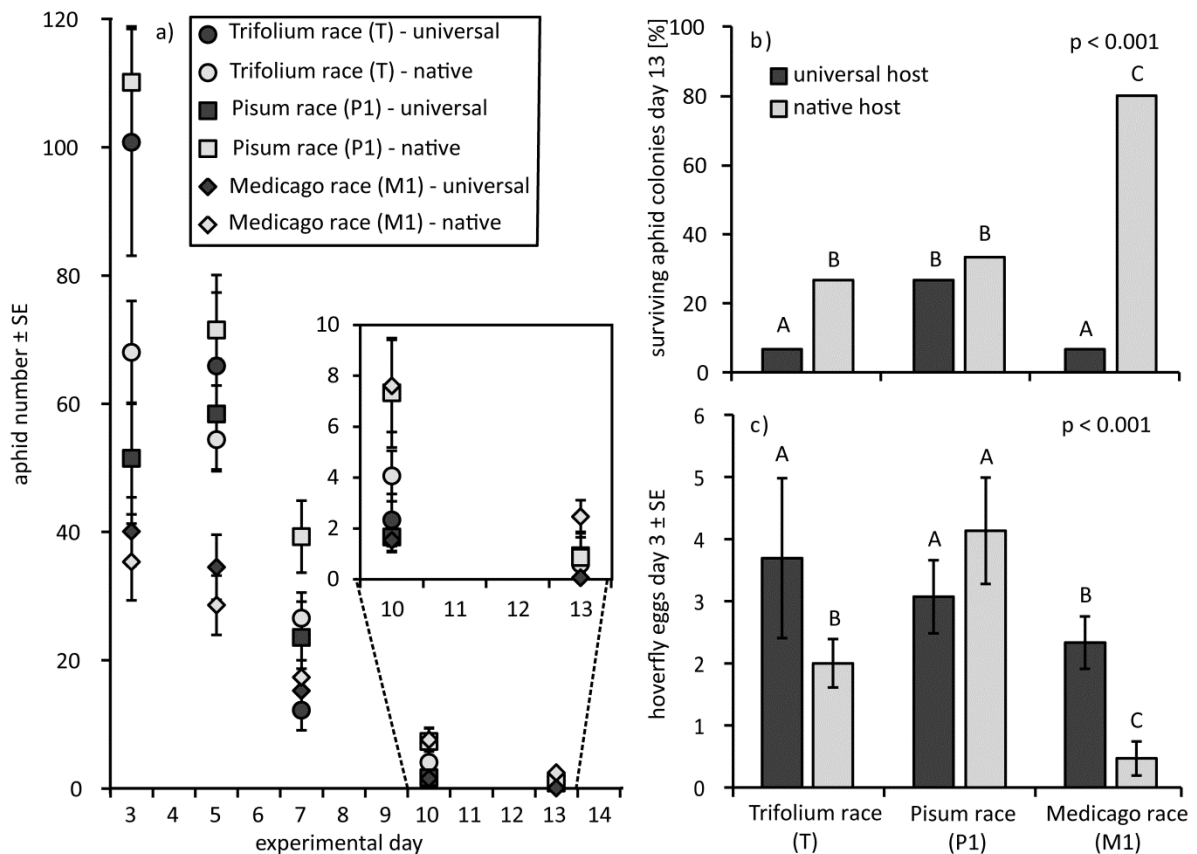 a)
Trifolium race (T) - universal
Trifolium race (T) - native
Pisum race (P1) - universal
Pisum race (P1) - native
Medicago race (M1) - universal
Medicago race (M1) - native
aphid number ± SE
120
100
80
60
40
20
0
3 5 6 7 8 9 10 12 13 14
experimental day
10
8
6
4
2
0
10 11 12 13
b)
p < 0.001
universal host
native host
surviving aphid colonies day 13 [%]
100
80
60
40
20
0
A B B B A C
c)
p < 0.001
hoverfly eggs day 3 ± SE
6
5
4
3
2
1
0
A B A A B C
Trifolium race Pisum race Medicago race
(T) (P1) (M1)